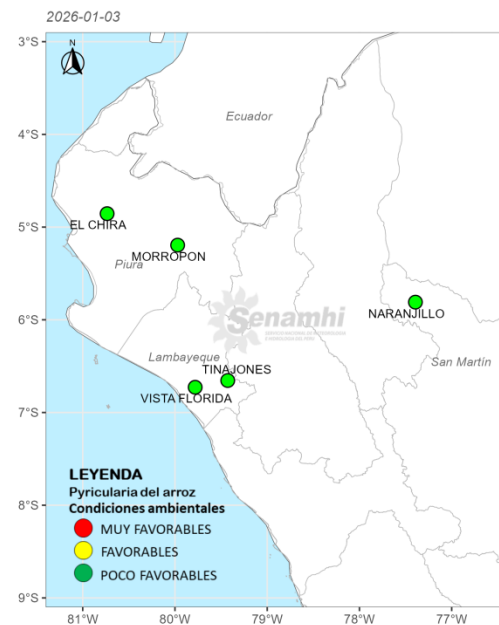 2026-01-03
3°S
N
Ecuador
4°S
5°S
EL CHIRA
MORROPON
Piura
NARANJILLO
6°S
Senamhi
San Martín
Lambayeque
TINAJONES
VISTA FLORIDA
7°S
LEYENDA
Pyricularia del arroz
Condiciones ambientales
MUY FAVORABLES
8°S
FAVORABLES
POCO FAVORABLES
9°S
81°W 80°W 79°W 78°W 77°W